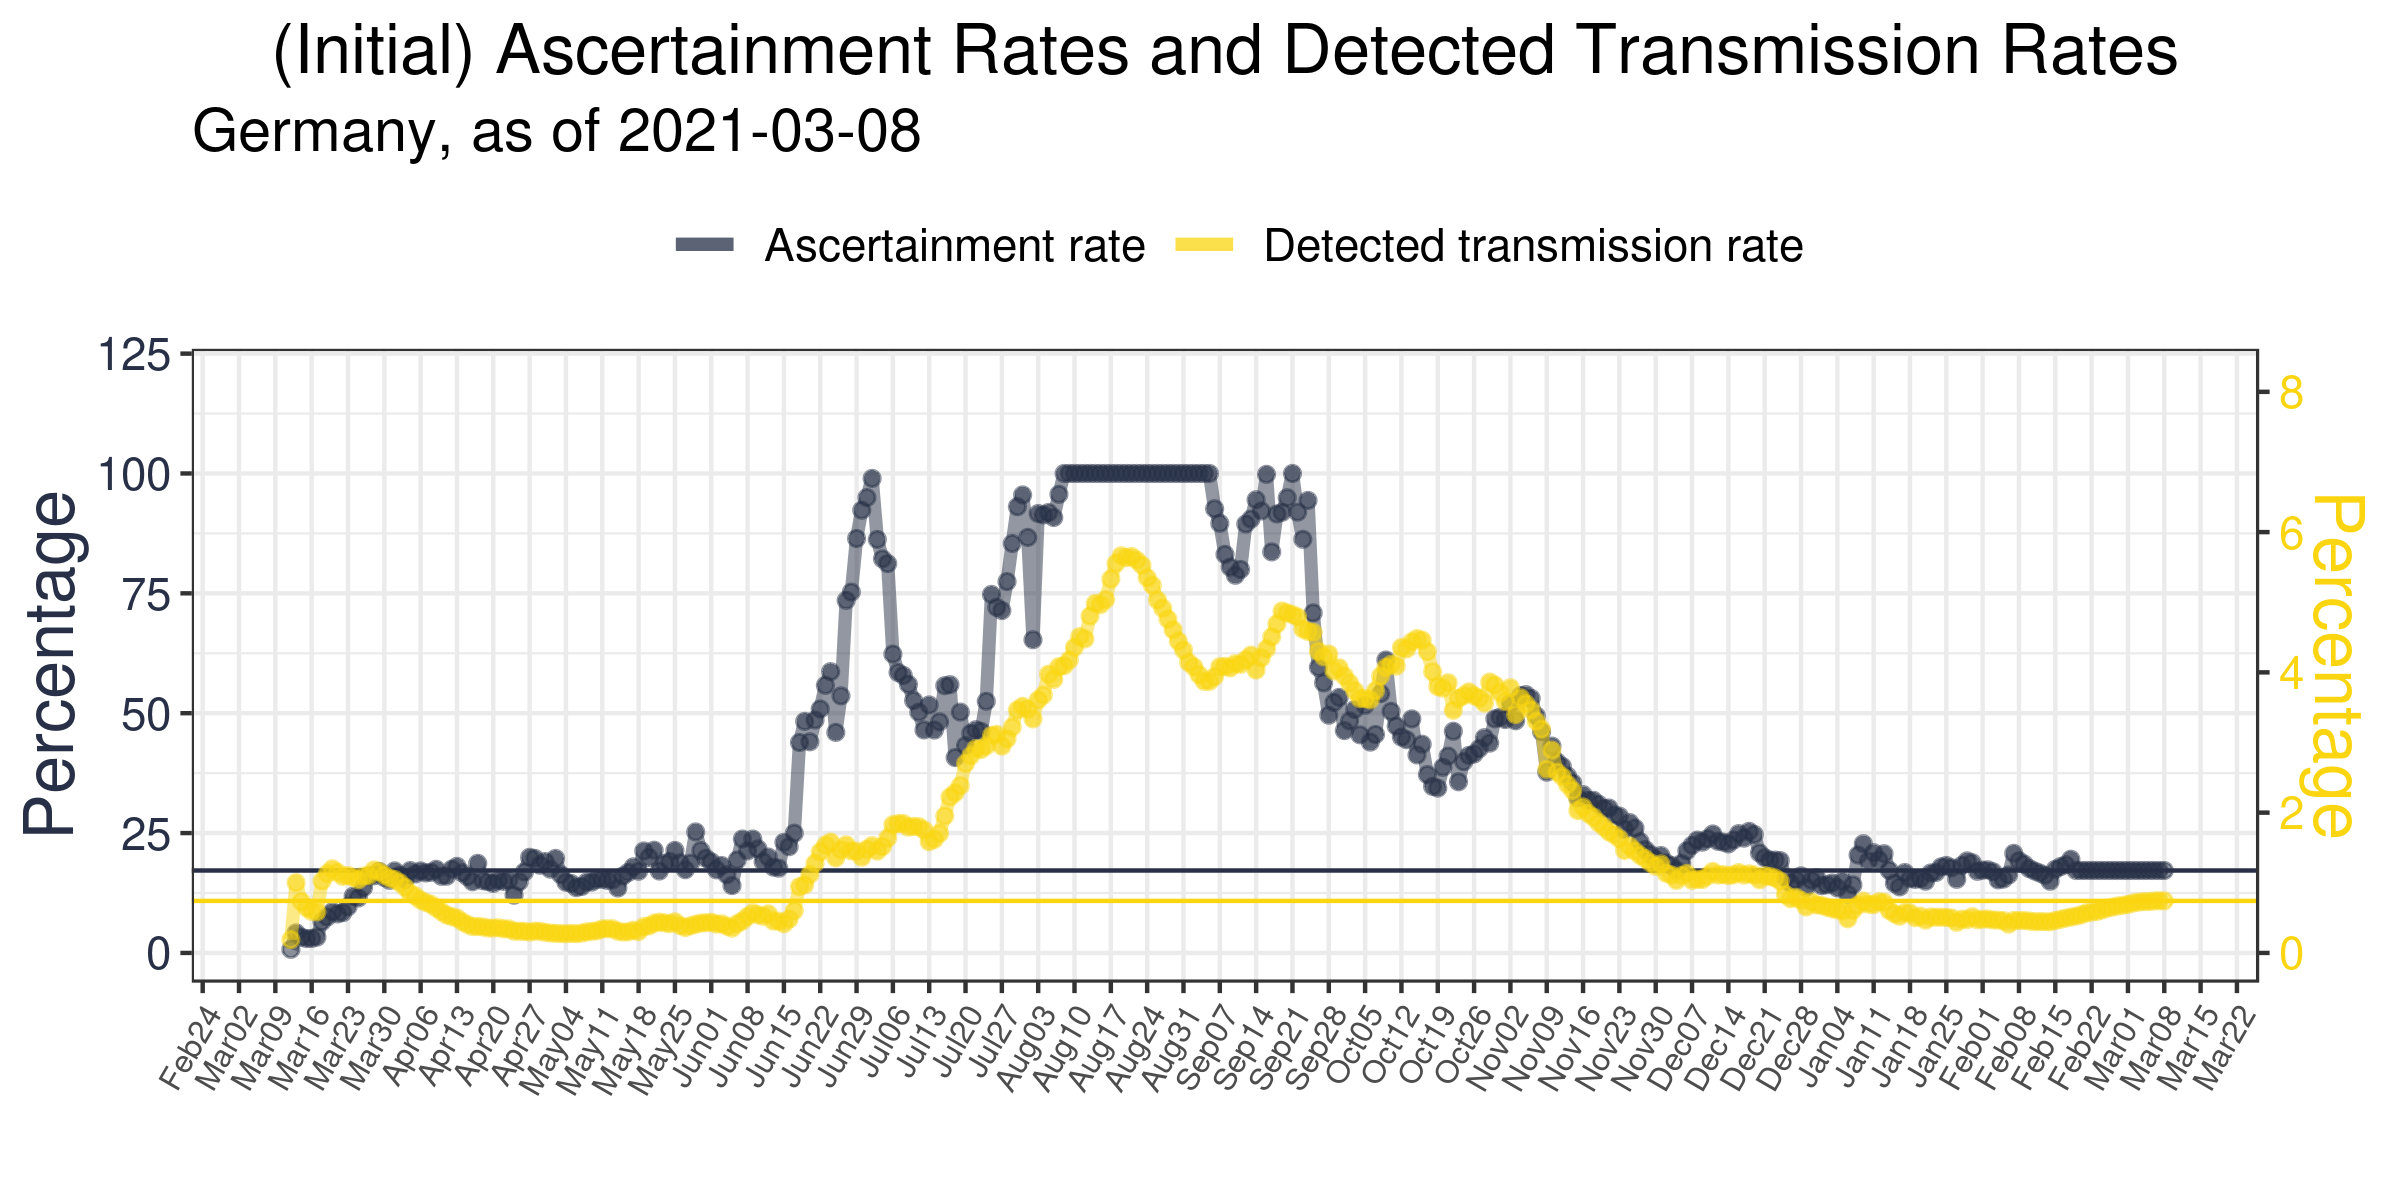 (Initial) Ascertainment Rates and Detected Transmission Rates
Germany, as of 2021-03-08
Ascertainment rate
Detected transmission rate
Percentage
125
100
75
50
25
0
8
6
4
2
0
Percentage
Feb24
Mar02
Mar09
Mar16
Mar23
Mar30
Apr06
Apr13
Apr20
Apr27
May04
May11
May18
May25
Jun01
Jun08
Jun15
Jun22
Jun29
Jul06
Jul13
Jul20
Jul27
Aug03
Aug10
Aug17
Aug24
Aug31
Sep07
Sep14
Sep21
Sep28
Oct05
Oct12
Oct19
Oct26
Nov02
Nov09
Nov16
Nov23
Nov30
Dec07
Dec14
Dec21
Dec28
Jan04
Jan11
Jan18
Jan25
Feb01
Feb08
Feb15
Feb22
Mar01
Mar08
Mar15
Mar22